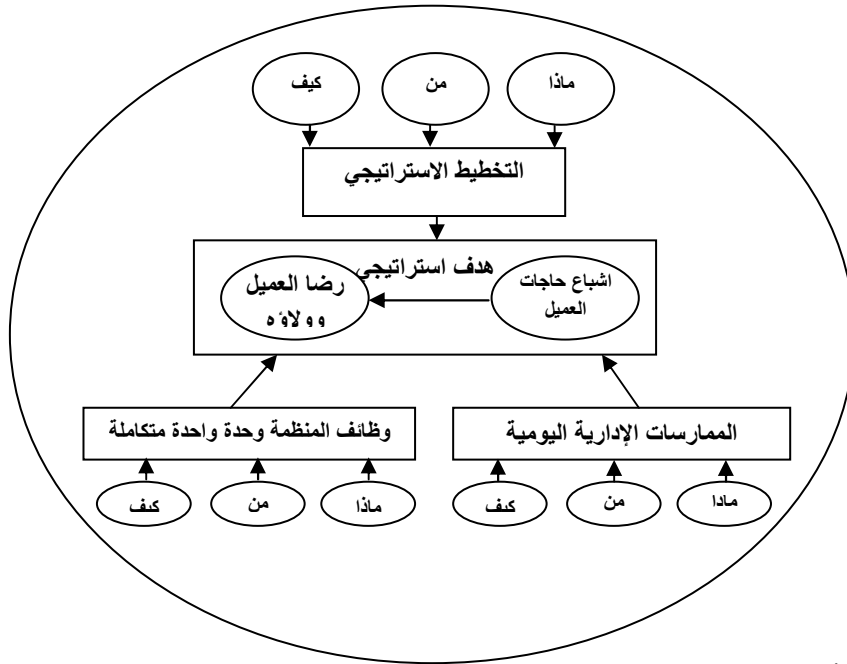 ماذا
من
كيف
التخطيط الاستراتيجي
هدف استراتيجي
اشباع حاجات
العميل
رضا العميل
وولاؤه
الممارسات الإدارية اليومية
وظائف المنظمة وحدة واحدة متكاملة
مادا
من
كيف
ماذا
من
كيف